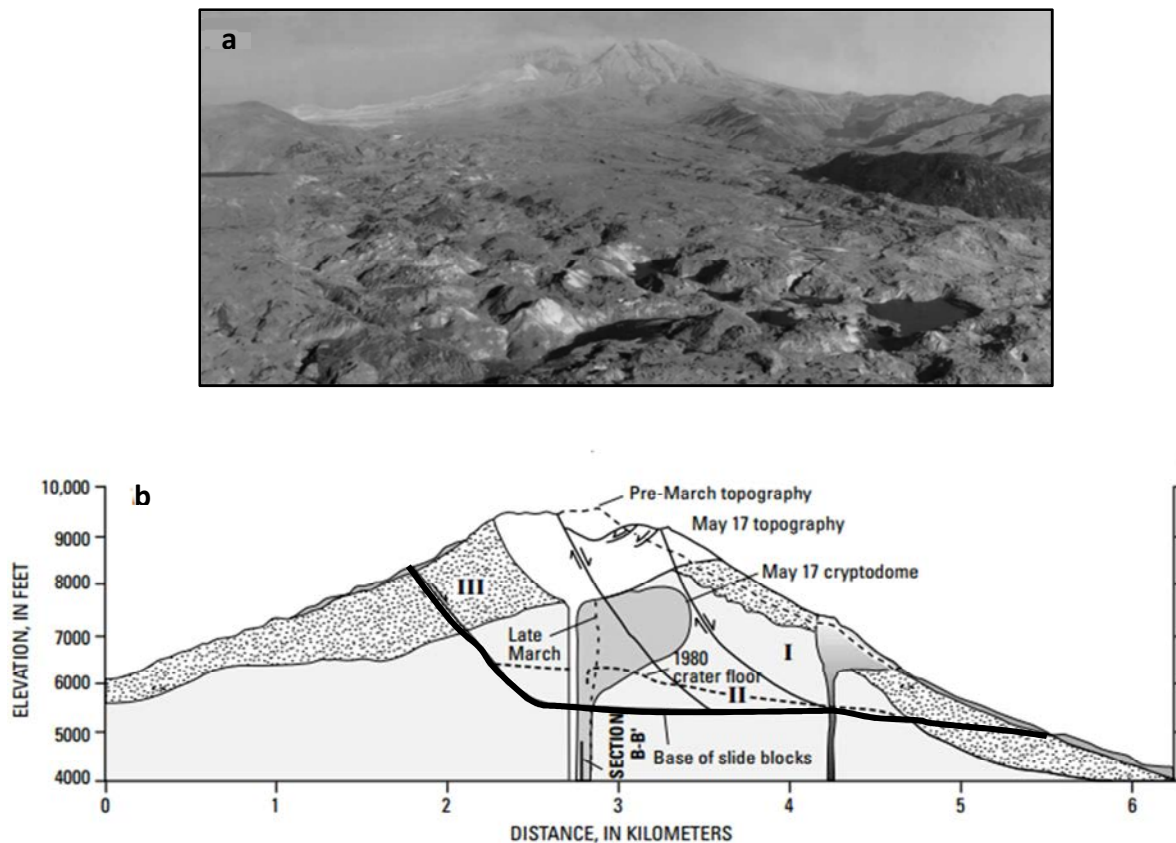 a
b
10,000
9000
8000
7000
6000
5000
4000
ELEVATION, IN FEET
Pre-March topography
May 17 topography
May 17 cryptodome
III
Late
March
I
1980
crater floor
II
SECTION
B-B'
Base of slide blocks
0 1 2 3 4 5 6
DISTANCE, IN KILOMETERS